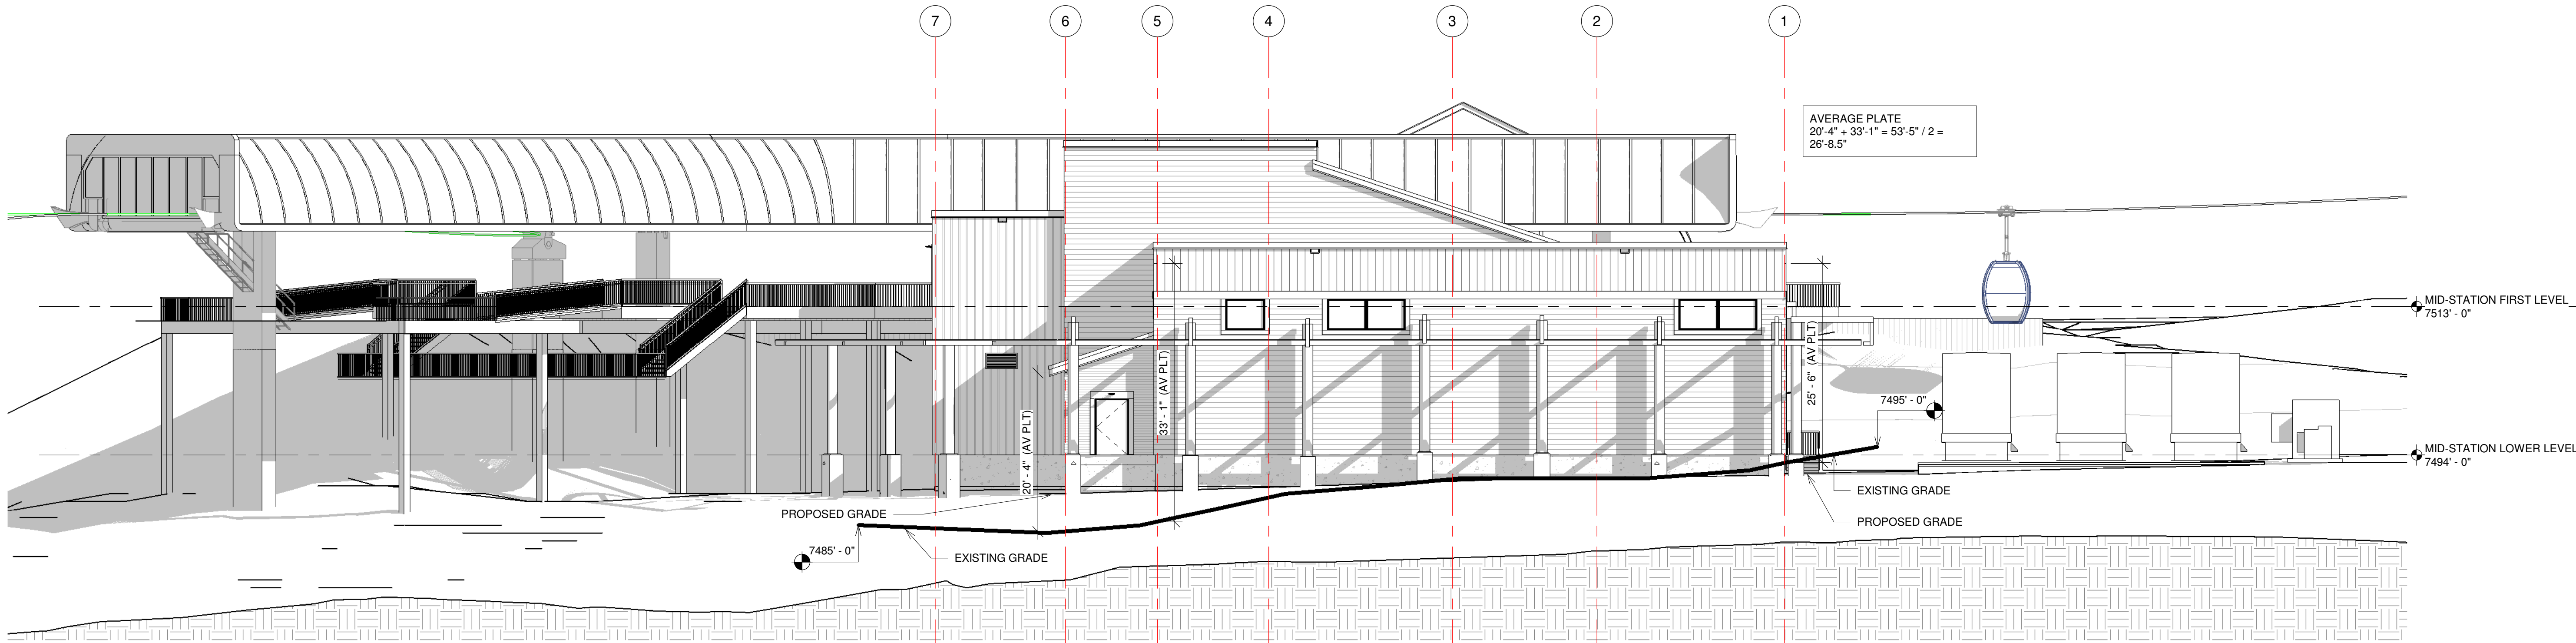 7
6
5
4
3
2
1
AVERAGE PLATE
20'-4" + 33'-1" = 53'-5" / 2 =
26'-8.5"
MID-STATION FIRST LEVEL
7513' - 0"
33' - 1" (AV PLT)
25' - 6" (AV PLT)
20' - 4" (AV PLT)
7495' - 0"
MID-STATION LOWER LEVEL
7494' - 0"
EXISTING GRADE
PROPOSED GRADE
PROPOSED GRADE
7485' - 0"
EXISTING GRADE